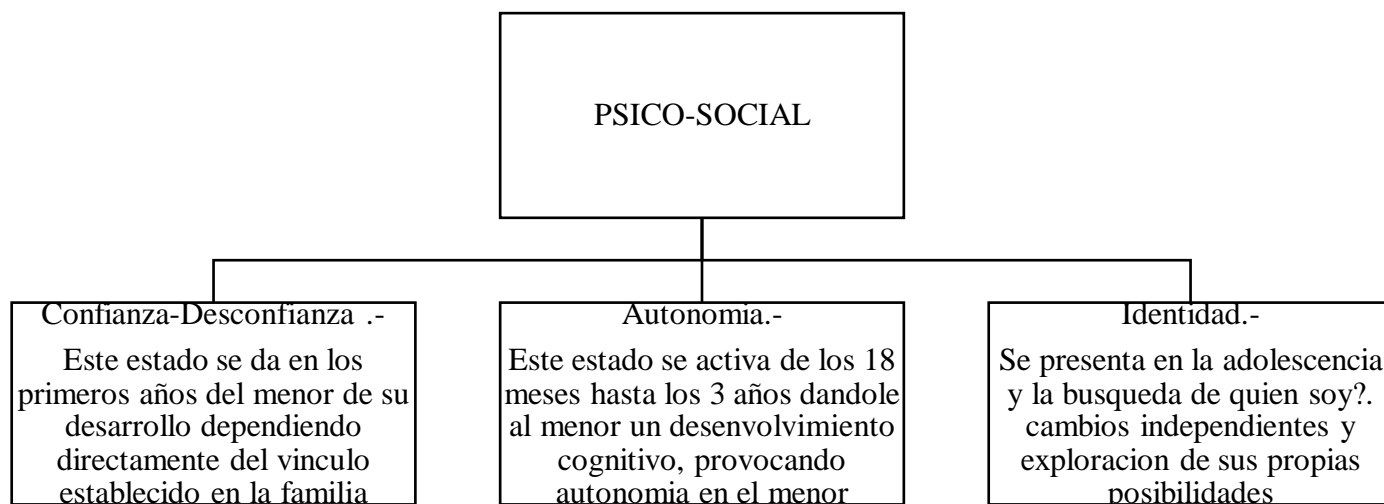 PSICO-SOCIAL
Confianza-Desconfianza .-
Este estado se da en los
primeros años del menor de su
desarrollo dependiendo
directamente del vinculo
establecido en la familia
Autonomia.-
Este estado se activa de los 18
meses hasta los 3 años dandole
al menor un desenvolvimiento
cognitivo, provocando
autonomia en el menor
Identidad.-
Se presenta en la adolescencia
y la busqueda de quien soy?.
cambios independientes y
exploracion de sus propias
posibilidades